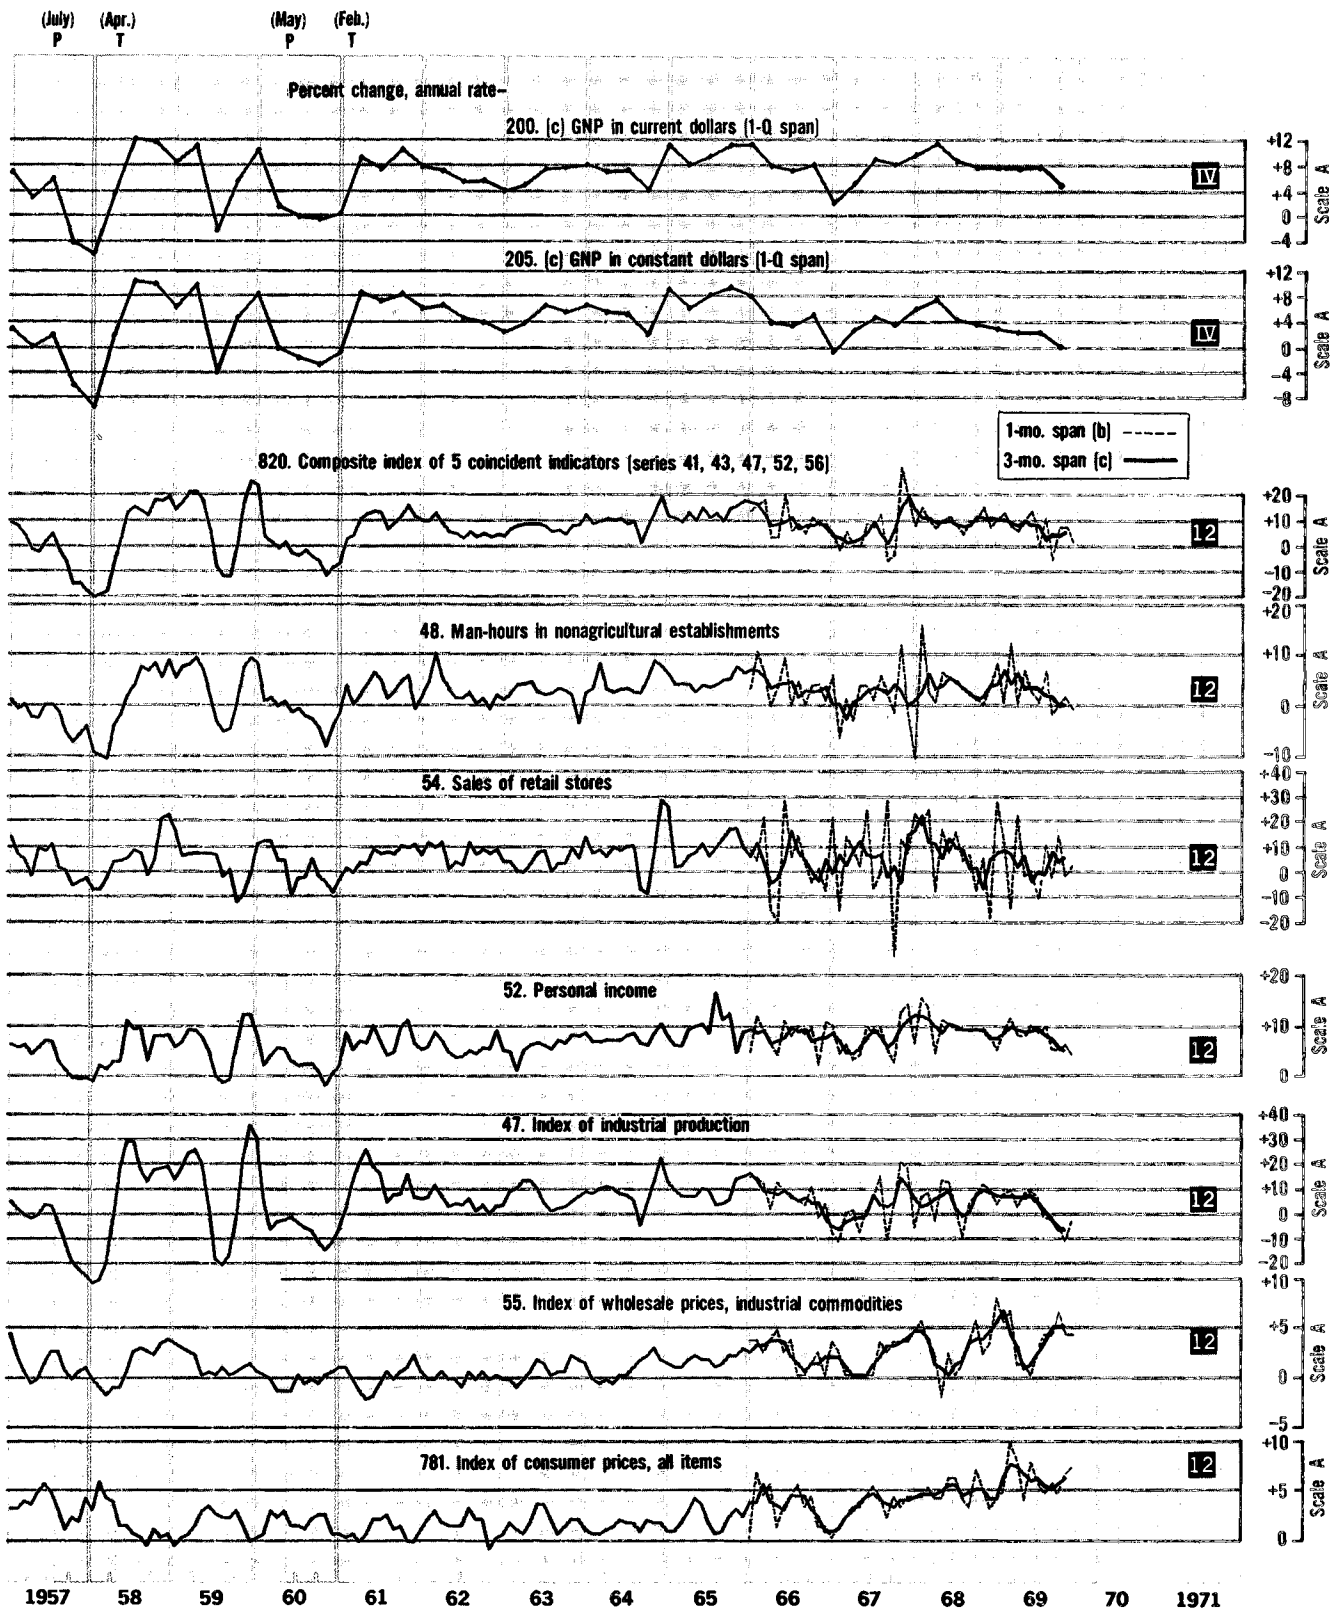 (July) (Apr.) (May) (Feb.)
P T P T
Percent change, annual rate–
200. (c) GNP in current dollars (1-Q span)
+12
+8
+4
0
-4
Scale A
IV
205. (c) GNP in constant dollars (1-Q span)
+12
+8
+4
0
-4
-8
Scale A
IV
1-mo. span (b)
3-mo. span (c)
820. Composite index of 5 coincident indicators (series 41, 43, 47, 52, 56)
+20
+10
0
-10
-20
Scale A
12
48. Man-hours in nonagricultural establishments
+20
+10
0
-10
Scale A
12
54. Sales of retail stores
+40
+30
+20
+10
0
-10
-20
Scale A
12
52. Personal income
+20
+10
0
Scale A
12
47. Index of industrial production
+40
+30
+20
+10
0
-10
-20
Scale A
12
55. Index of wholesale prices, industrial commodities
+10
+5
0
-5
Scale A
12
781. Index of consumer prices, all items
+10
+5
0
Scale A
12
1957 58 59 60 61 62 63 64 65 66 67 68 69 70 1971